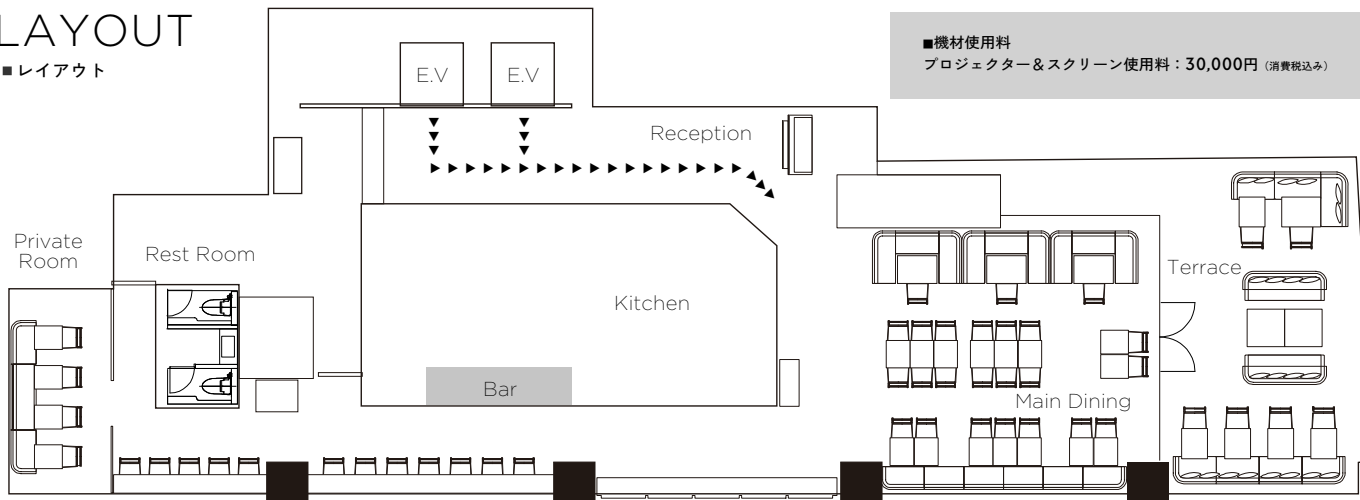 LAYOUT
■レイアウト
■機材使用料
プロジェクター＆スクリーン使用料：30,000円（消費税込み）
E.V
E.V
Reception
Private
Room
Rest Room
Terrace
Kitchen
Bar
Main Dining